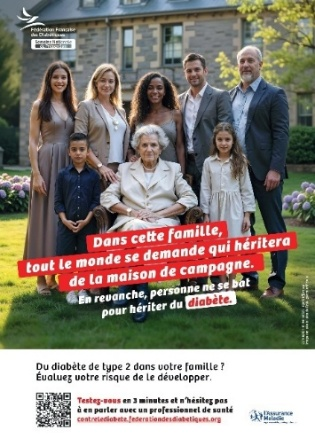 Fédération Française
des Diabétiques
Dans cette famille,
tout le monde se demande qui héritera
de la maison de campagne.
En revanche, personne ne se bat
pour hériter du diabète.
Du diabète de type 2 dans votre famille ?
Évaluez votre risque de le développer.
Testez-nous en 3 minutes et n'hésitez pas
à en parler avec un professionnel de santé
contrelediabete.federationdesdiabetiques.org
l'Assurance
Maladie